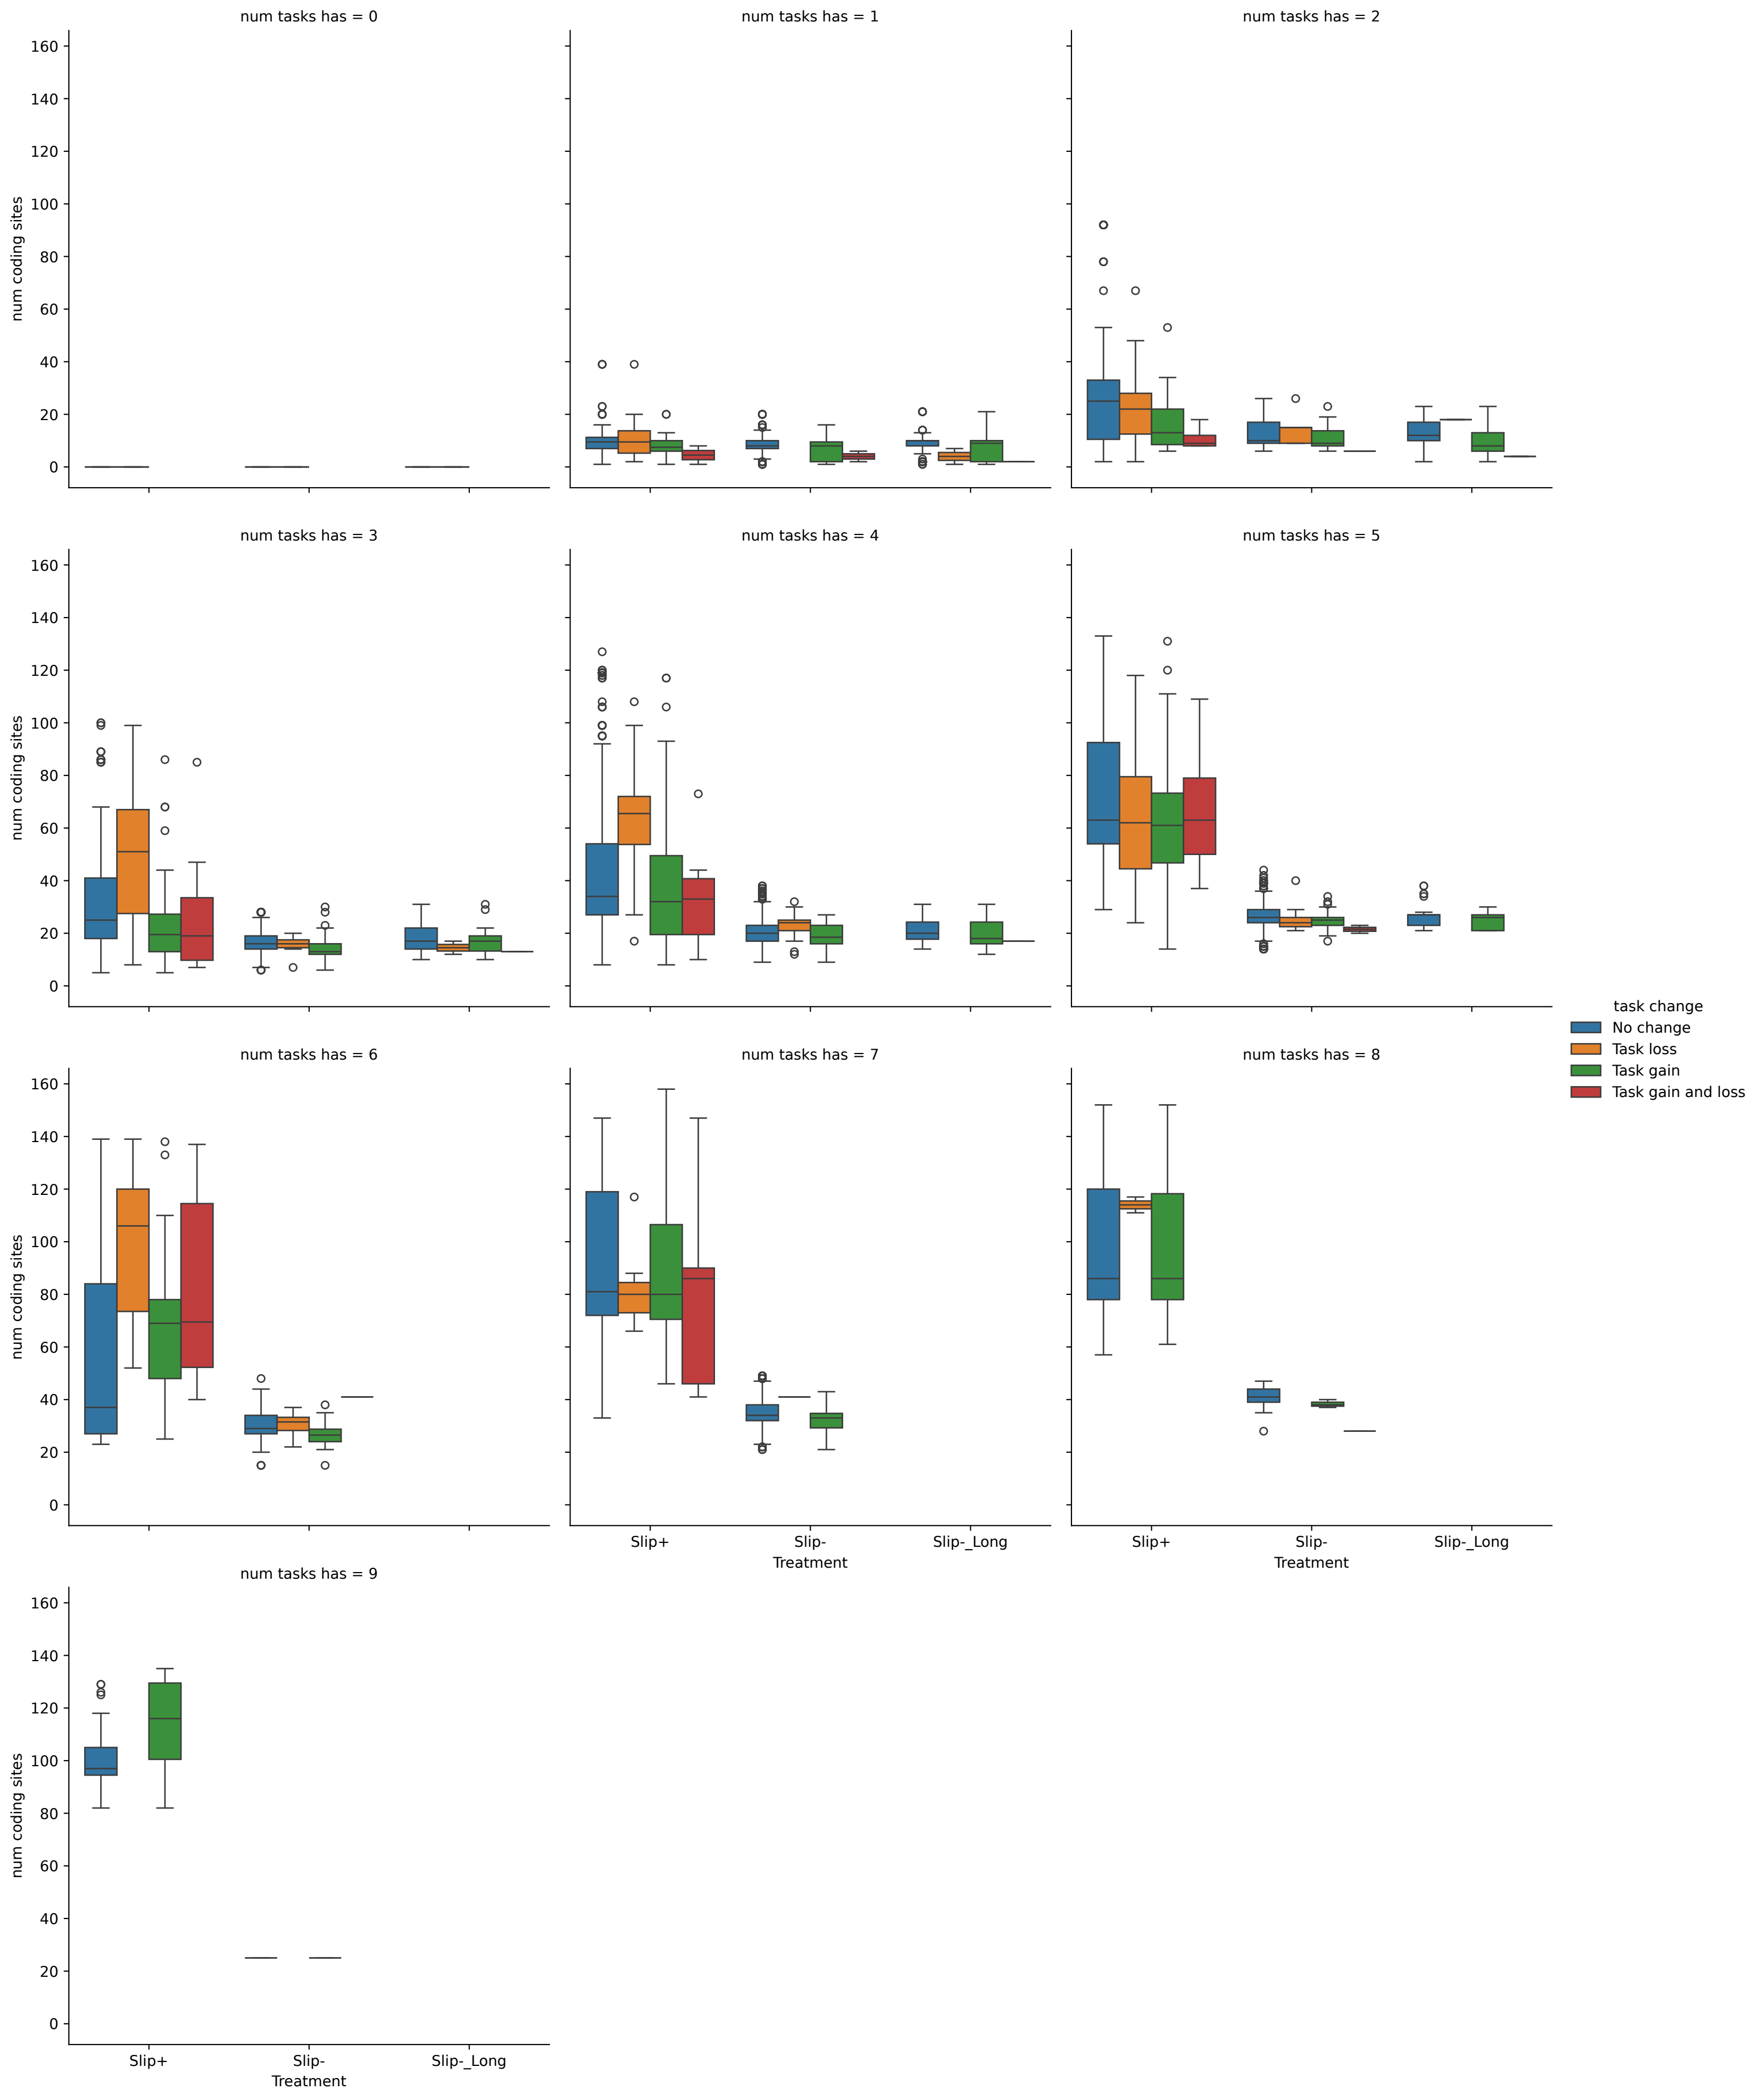 num tasks has = 0
num tasks has = 1
num tasks has = 2
160
140
120
100
80
60
40
20
0
num coding sites
num tasks has = 3
num tasks has = 4
num tasks has = 5
160
140
120
100
80
60
40
20
0
num coding sites
task change
No change
Task loss
Task gain
Task gain and loss
num tasks has = 6
num tasks has = 7
num tasks has = 8
160
140
120
100
80
60
40
20
0
num coding sites
Slip+
Slip-
Slip-_Long
Treatment
Slip+
Slip-
Slip-_Long
Treatment
num tasks has = 9
160
140
120
100
80
60
40
20
0
num coding sites
Slip+
Slip-
Slip-_Long
Treatment